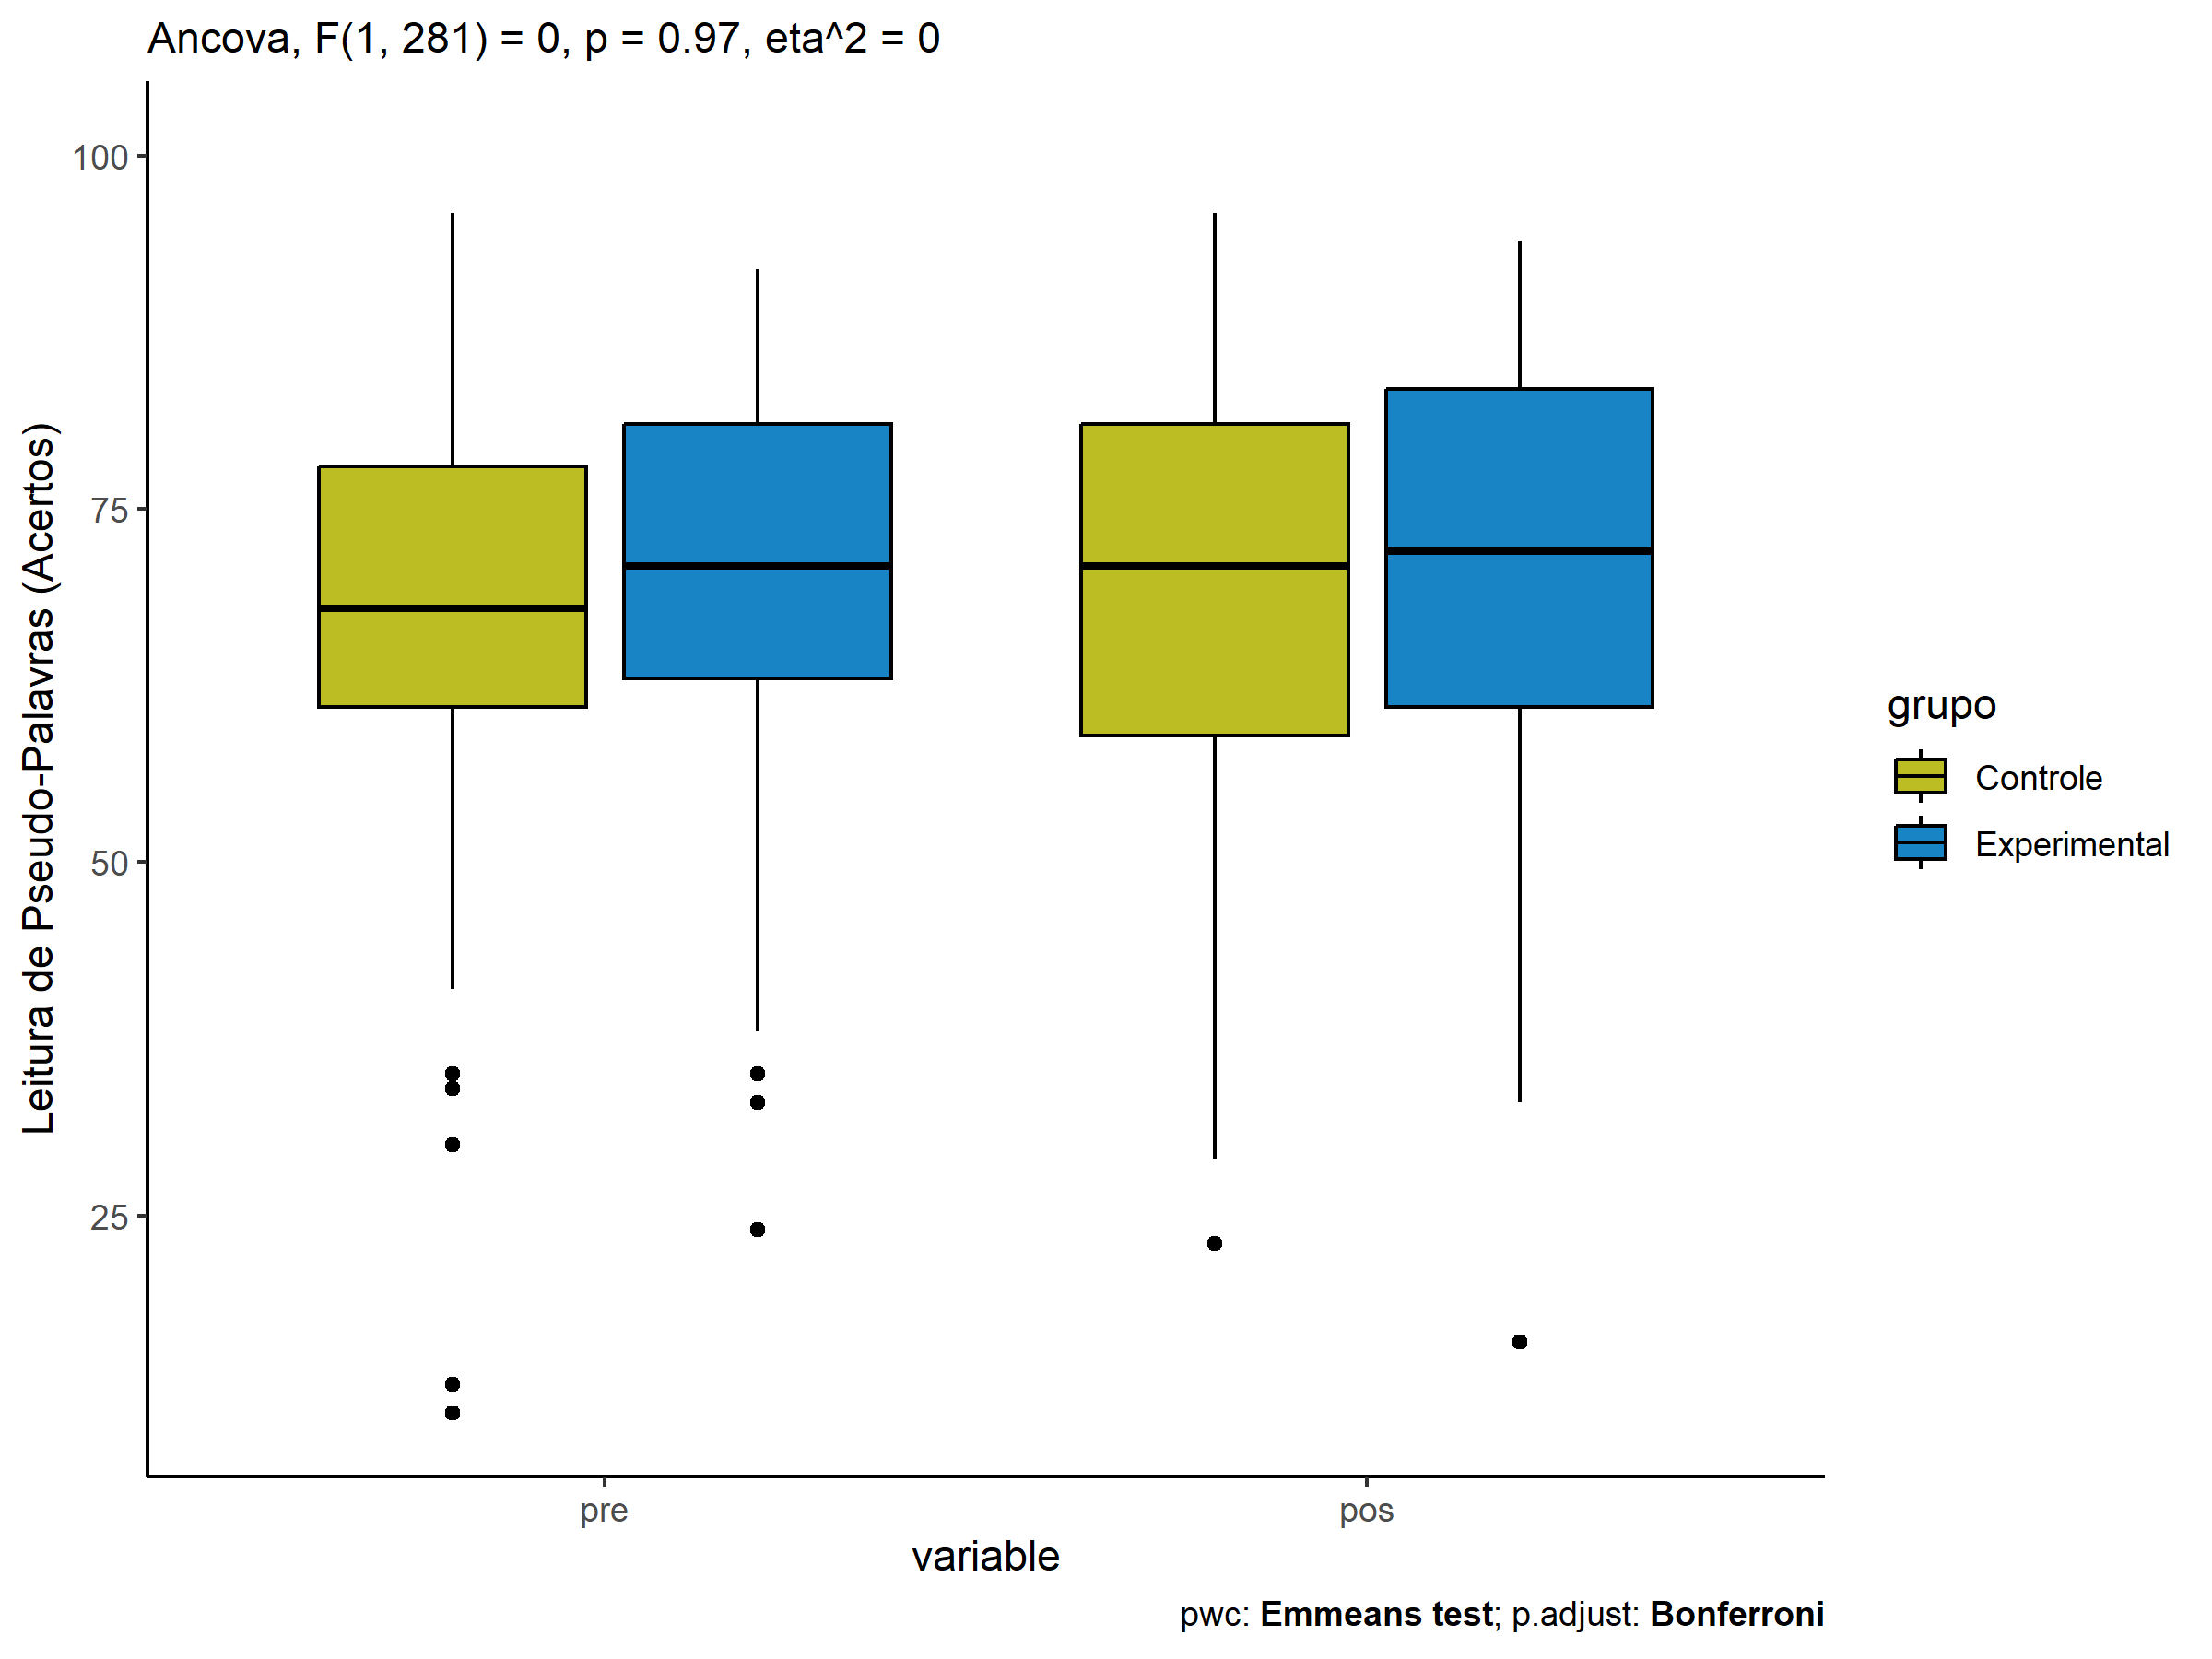 Ancova, F(1, 281) = 0, p = 0.97, eta^2 = 0
Leitura de Pseudo-Palavras (Acertos)
100
75
50
25
pre
pos
variable
grupo
Controle
Experimental
pwc: Emmeans test; p.adjust: Bonferroni